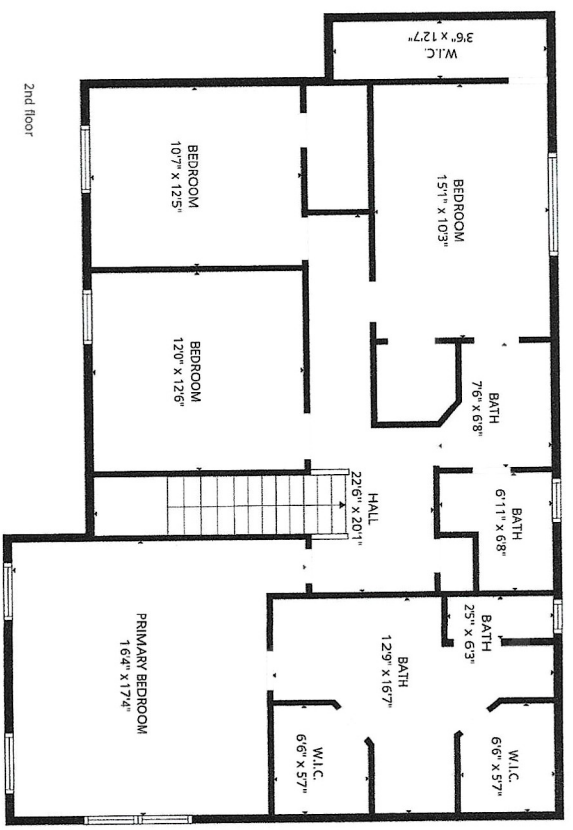 W.I.C.
3'6" x 12'7"
BEDROOM
15'1" x 10'3"
BEDROOM
10'7" x 12'5"
BEDROOM
12'0" x 12'6"
BATH
7'6" x 6'8"
BATH
6'11" x 6'8"
HALL
22'6" x 20'1"
BATH
2'5" x 6'3"
BATH
12'9" x 16'7"
W.I.C.
6'6" x 5'7"
W.I.C.
6'6" x 5'7"
PRIMARY BEDROOM
16'4" x 17'4"
2nd floor